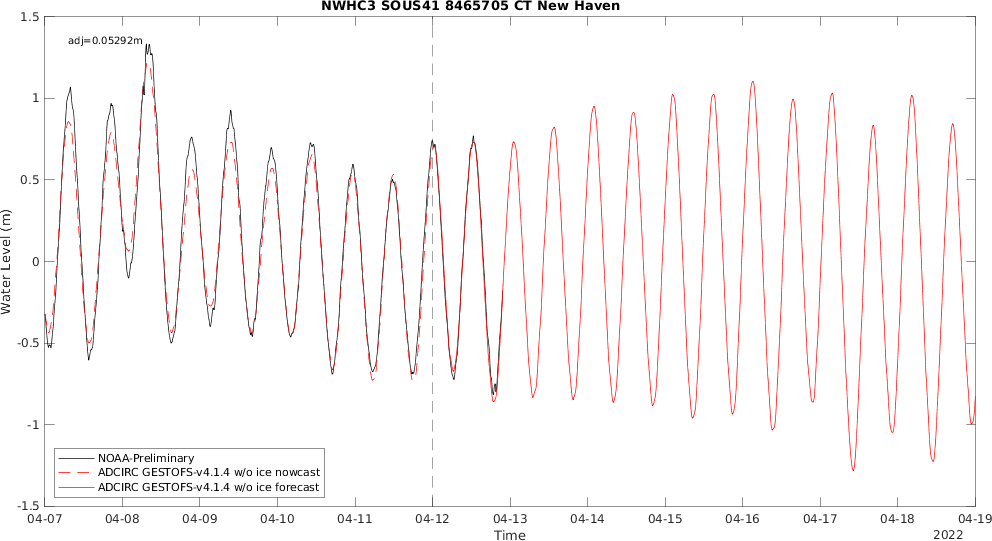 NWHC3 SOUS41 8465705 CT New Haven
adj=0.05292m
1.5
1
0.5
0
-0.5
-1
-1.5
Water Level (m)
NOAA-Preliminary
ADCIRC GESTOFS-v4.1.4 w/o ice nowcast
ADCIRC GESTOFS-v4.1.4 w/o ice forecast
04-07 04-08 04-09 04-10 04-11 04-12 04-13 04-14 04-15 04-16 04-17 04-18 04-19
Time
2022